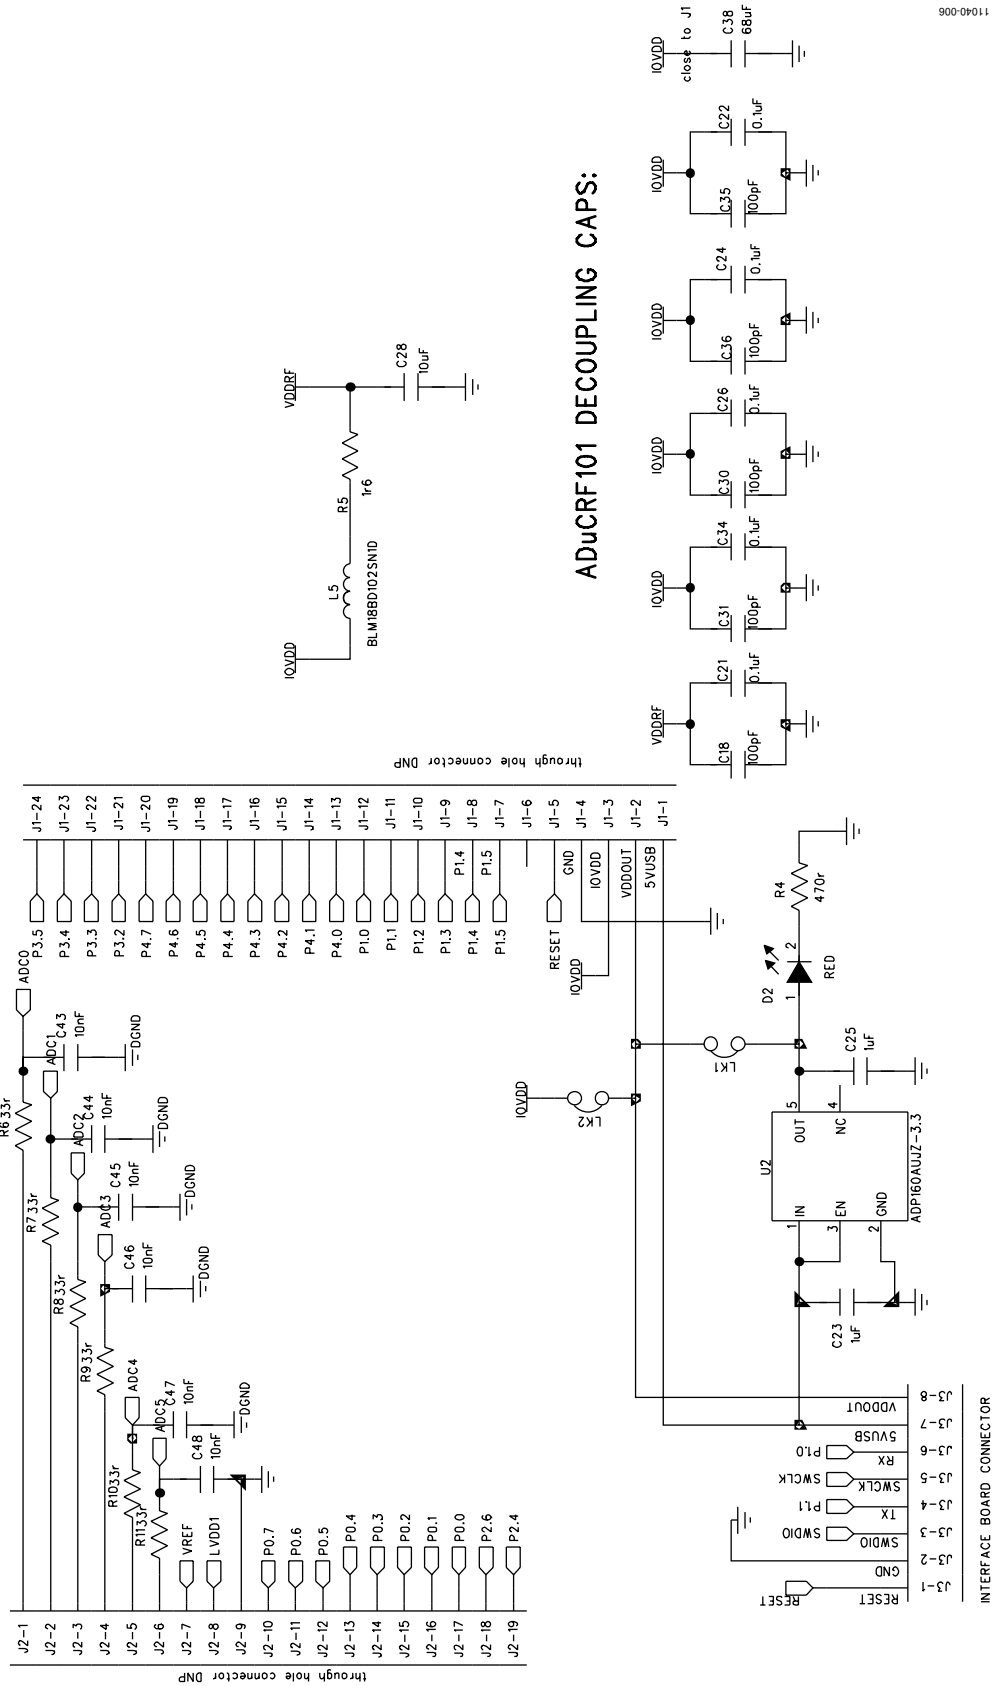 11040-006
IOVDD
close to J1
C38
68uF
IOVDD
C22
0.1uF
C35
100pF
IOVDD
C24
0.1uF
C36
100pF
IOVDD
C26
0.1uF
C30
100pF
IOVDD
C34
0.1uF
C31
100pF
VDDRF
C21
0.1uF
C18
100pF
ADuCRF101 DECOUPLING CAPS:
VDDRF
C28
10uF
R5
1r6
L5
BLM18BD102SN1D
IOVDD
through hole connector DNP
J1-24
J1-23
J1-22
J1-21
J1-20
J1-19
J1-18
J1-17
J1-16
J1-15
J1-14
J1-13
J1-12
J1-11
J1-10
J1-9
J1-8
J1-7
J1-6
J1-5
J1-4
J1-3
J1-2
J1-1
P1.4
P1.5
GND
IOVDD
VDDOUT
5VUSB
P3.5
P3.4
P3.3
P3.2
P4.7
P4.6
P4.5
P4.4
P4.3
P4.2
P4.1
P4.0
P1.0
P1.1
P1.2
P1.3
P1.4
P1.5
RESET
IOVDD
ADC0
C43
10nF
DGND
R6 33r
ADC1
C44
10nF
DGND
R7 33r
ADC2
C45
10nF
DGND
R8 33r
ADC3
C46
10nF
DGND
R9 33r
ADC4
C47
10nF
DGND
R10 33r
ADC5
C48
10nF
R11 33r
VREF
LVDD1
P0.7
P0.6
P0.5
P0.4
P0.3
P0.2
P0.1
P0.0
P2.6
P2.4
J2-1
J2-2
J2-3
J2-4
J2-5
J2-6
J2-7
J2-8
J2-9
J2-10
J2-11
J2-12
J2-13
J2-14
J2-15
J2-16
J2-17
J2-18
J2-19
through hole connector DNP
IOVDD
LK2
LK1
R4
470r
D2
1
2
RED
C25
1uF
U2
ADP160AUJZ-3.3
OUT
5
NC
4
IN
1
EN
3
GND
2
C23
1uF
VDDOUT
5VUSB
RX
P1.0
SWCLK
SWCLK
TX
P1.1
SWDIO
SWDIO
GND
RESET
RESET
J3-8
J3-7
J3-6
J3-5
J3-4
J3-3
J3-2
J3-1
INTERFACE BOARD CONNECTOR